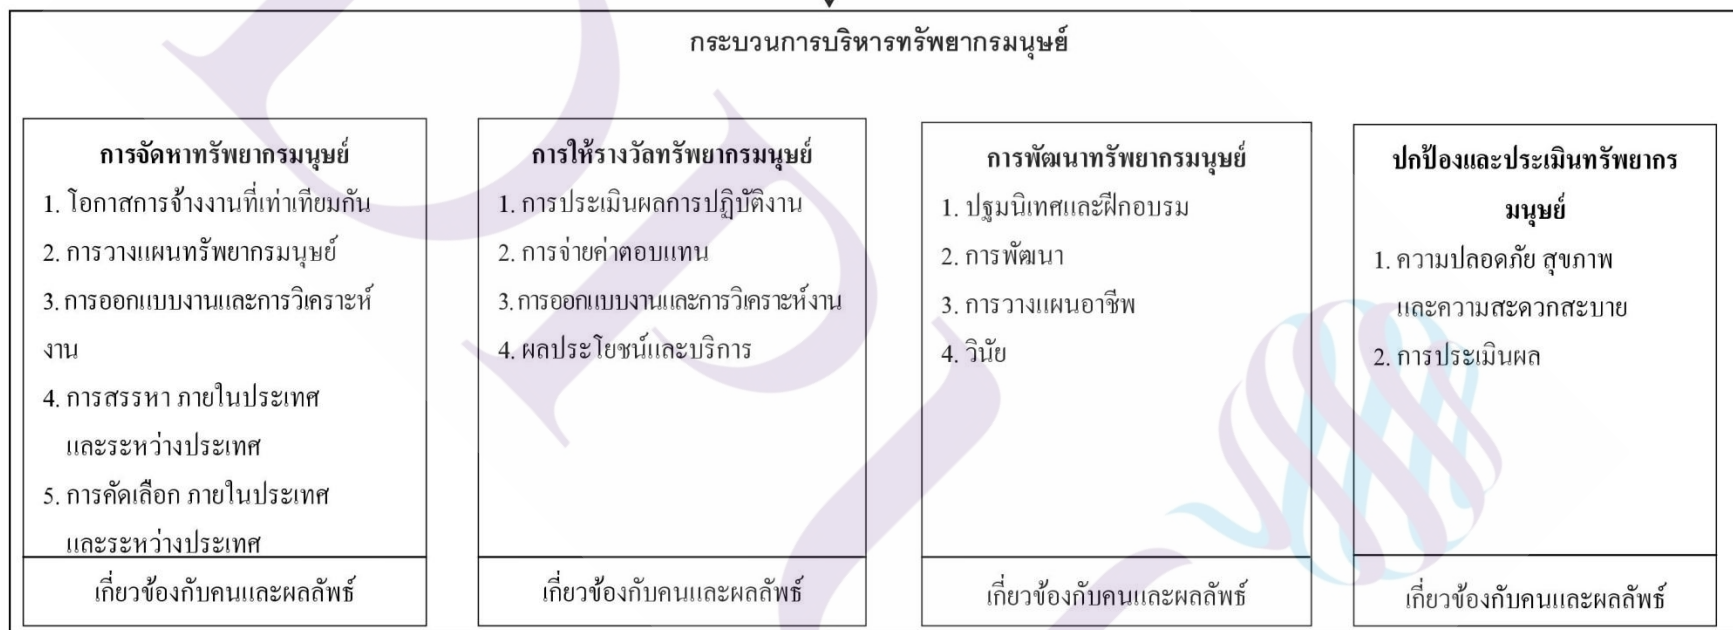 กระบวนการบริหารทรัพยากรมนุษย์
การจัดหาทรัพยากรมนุษย์
1. โอกาสการจ้างงานที่เท่าเทียมกัน
2. การวางแผนทรัพยากรมนุษย์
3. การออกแบบงานและการวิเคราะห์
งาน
4. การสรรหา ภายในประเทศ
และระหว่างประเทศ
5. การคัดเลือก ภายในประเทศ
และระหว่างประเทศ
เกี่ยวข้องกับคนและผลลัพธ์
การให้รางวัลทรัพยากรมนุษย์
1. การประเมินผลการปฏิบัติงาน
2. การจ่ายค่าตอบแทน
3. การออกแบบงานและการวิเคราะห์งาน
4. ผลประโยชน์และบริการ
เกี่ยวข้องกับคนและผลลัพธ์
การพัฒนาทรัพยากรมนุษย์
1. ปฐมนิเทศและฝึกอบรม
2. การพัฒนา
3. การวางแผนอาชีพ
4. วินัย
เกี่ยวข้องกับคนและผลลัพธ์
ปกป้องและประเมินทรัพยากร
มนุษย์
1. ความปลอดภัย สุขภาพ
และความสะดวกสะบาย
2. การประเมินผล
เกี่ยวข้องกับคนและผลลัพธ์